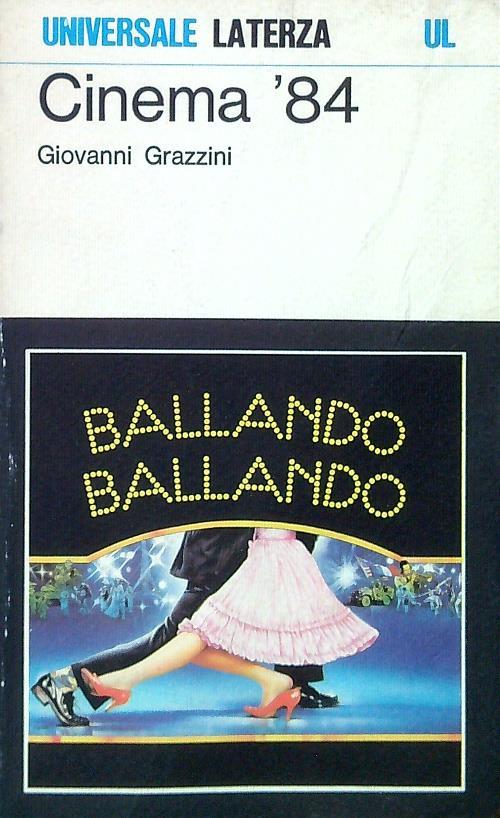 UNIVERSALE LATERZA UL
Cinema '84
Giovanni Grazzini
BALLANDO
BALLANDO